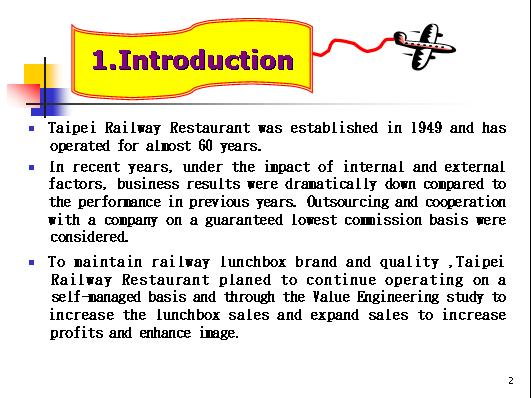 1.Introduction
Taipei Railway Restaurant was established in 1949 and has
operated for almost 60 years.
In recent years, under the impact of internal and external
factors, business results were dramatically down compared to
the performance in previous years. Outsourcing and cooperation
with a company on a guaranteed lowest commission basis were
considered.
To maintain railway lunchbox brand and quality ,Taipei
Railway Restaurant planed to continue operating on a
self-managed basis and through the Value Engineering study to
increase the lunchbox sales and expand sales to increase
profits and enhance image.
2